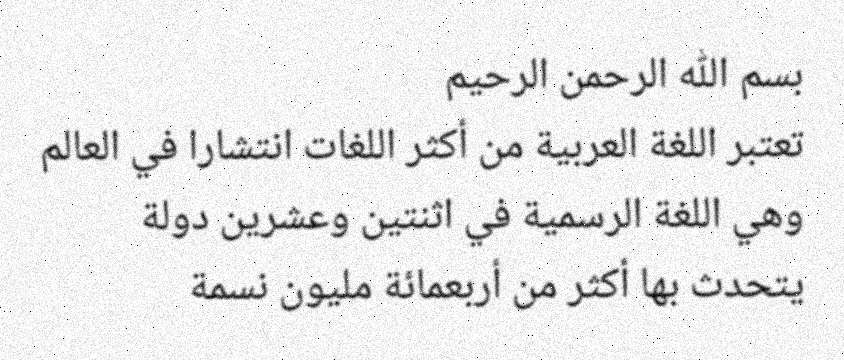 بسم الله الرحمن الرحيم
تعتبر اللغة العربية من أكثر اللغات انتشارا في العالم
وهي اللغة الرسمية في اثنتين وعشرين دولة
يتحدث بها أكثر من أربعمائة مليون نسمة